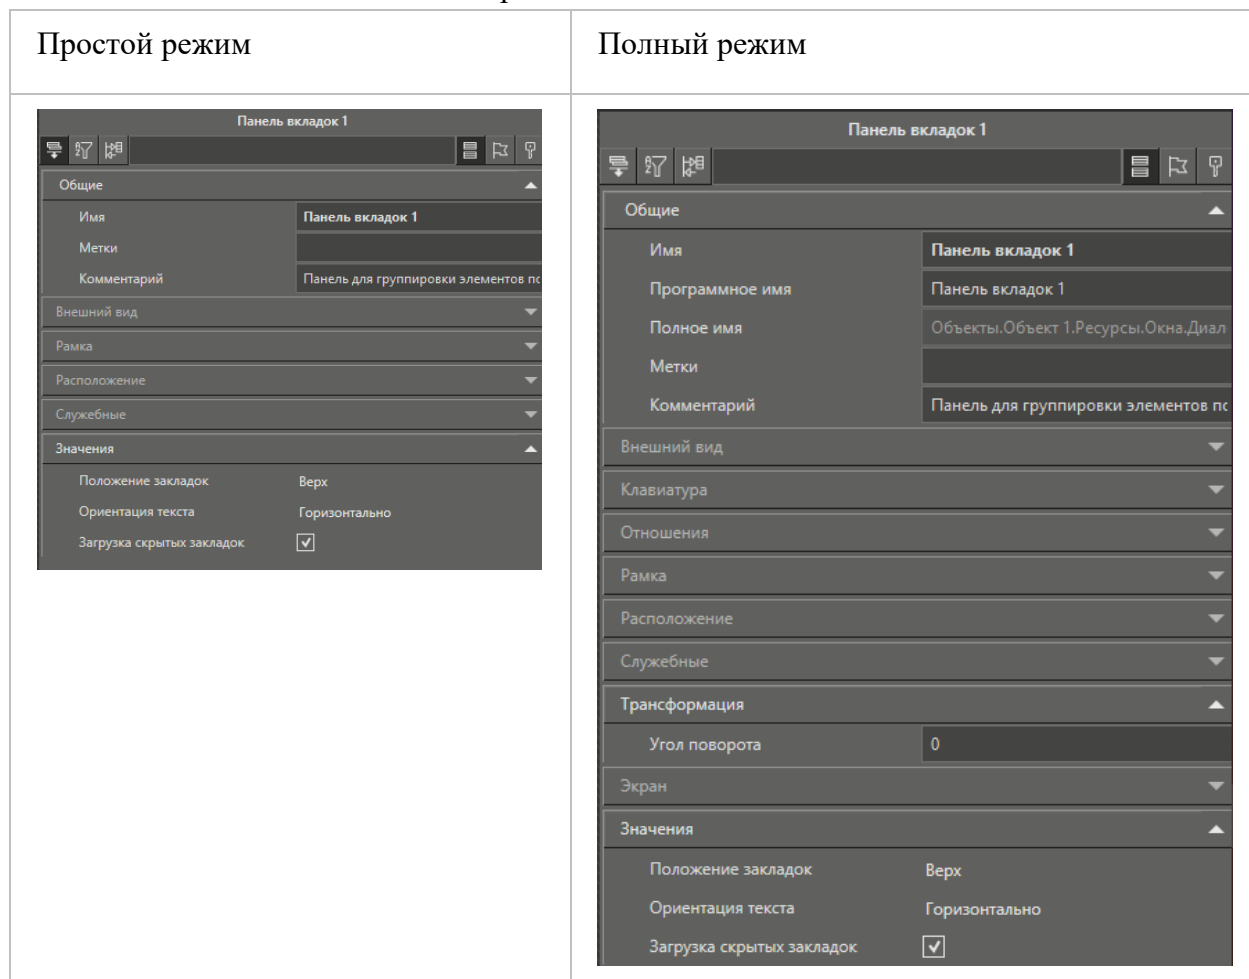 Простой режим
Полный режим
Панель вкладок 1
Общие
Имя Панель вкладок 1
Метки
Комментарий Панель для группировки элементов по
Внешний вид
Рамка
Расположение
Служебные
Значения
Положение закладок Верх
Ориентация текста Горизонтально
Загрузка скрытых закладок
Панель вкладок 1
Общие
Имя Панель вкладок 1
Программное имя Панель вкладок 1
Полное имя Объекты.Объект 1.Ресурсы.Окна.Диал
Метки
Комментарий Панель для группировки элементов по
Внешний вид
Клавиатура
Отношения
Рамка
Расположение
Служебные
Трансформация
Угол поворота 0
Экран
Значения
Положение закладок Верх
Ориентация текста Горизонтально
Загрузка скрытых закладок